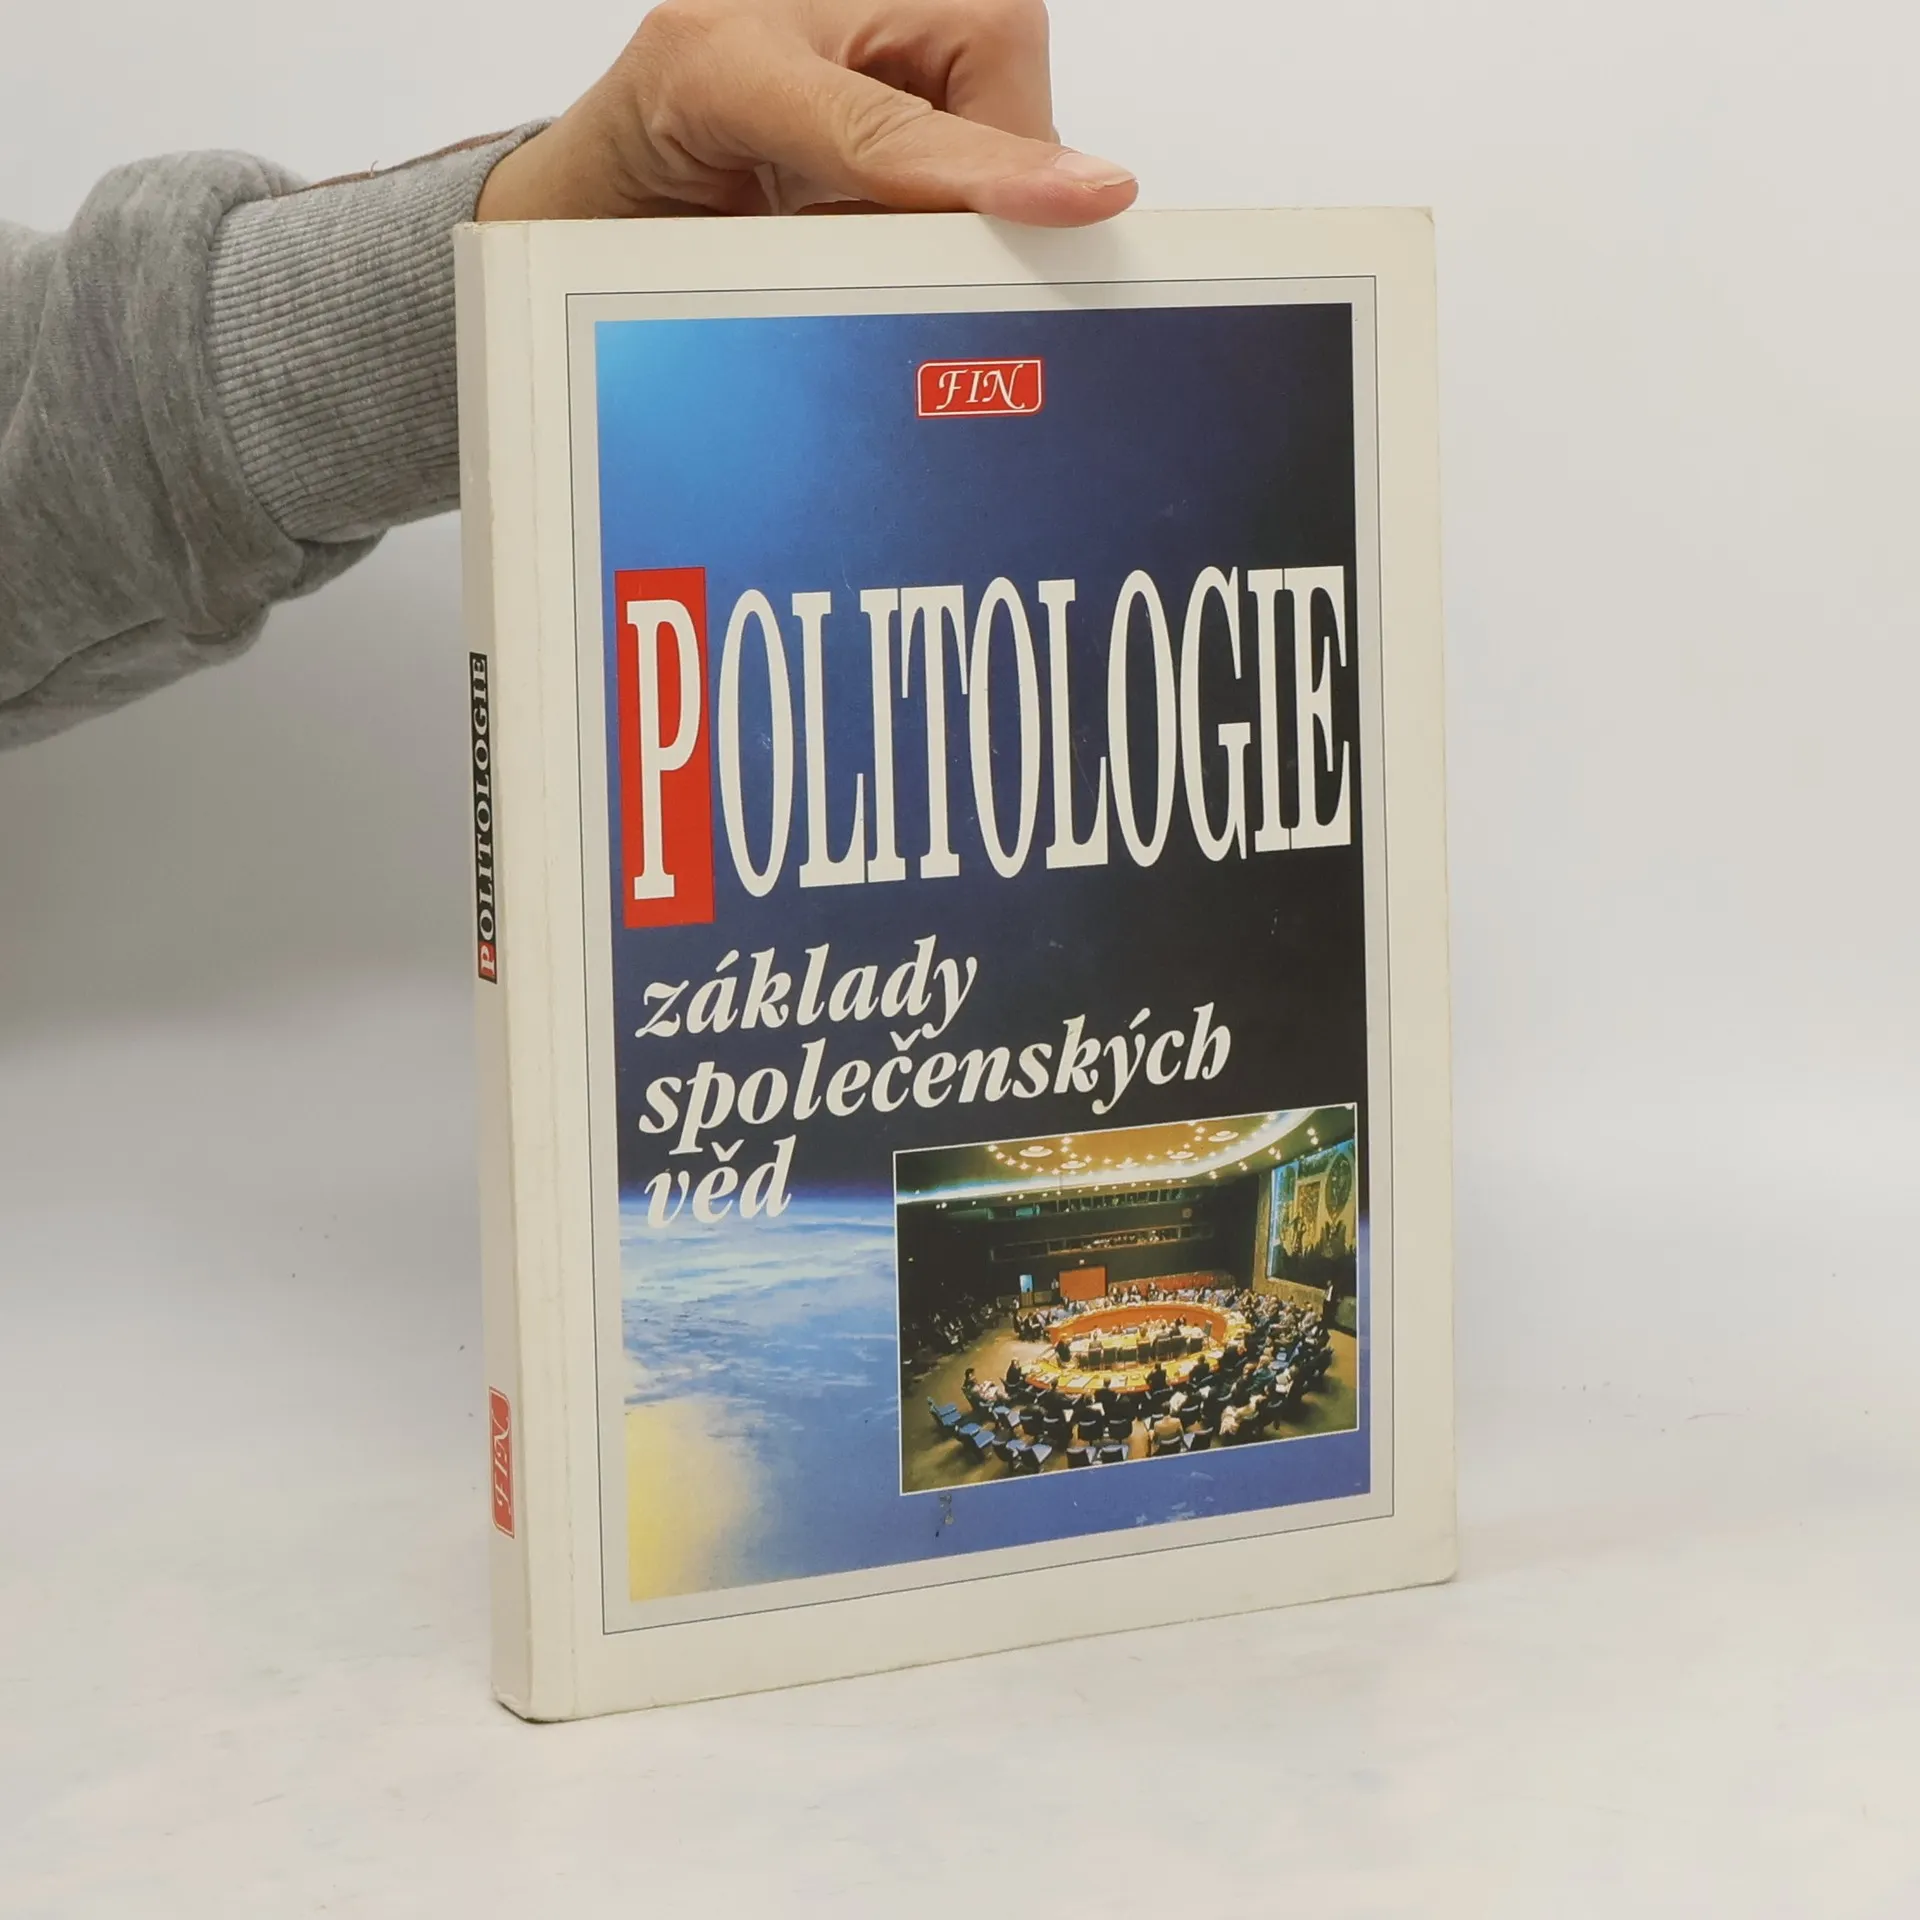 FIN
POLITOLOGIE
základy
společenských
věd
POLITOLOGIE
FIN